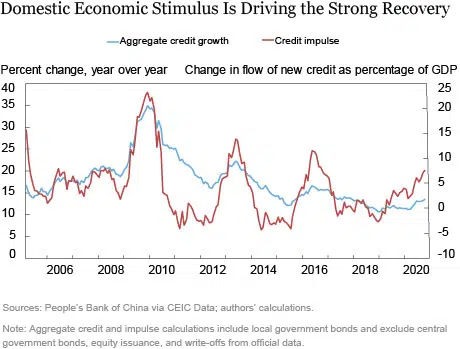 Domestic Economic Stimulus Is Driving the Strong Recovery
Aggregate credit growth Credit impulse
Percent change, year over year Change in flow of new credit as percentage of GDP
40 25
35 20
30 15
25 10
20 5
15 0
10 -5
5 -10
0
2006 2008 2010 2012 2014 2016 2018 2020
Sources: People’s Bank of China via CEIC Data; authors’ calculations.
Note: Aggregate credit and impulse calculations include local government bonds and exclude central
government bonds, equity issuance, and write-offs from official data.